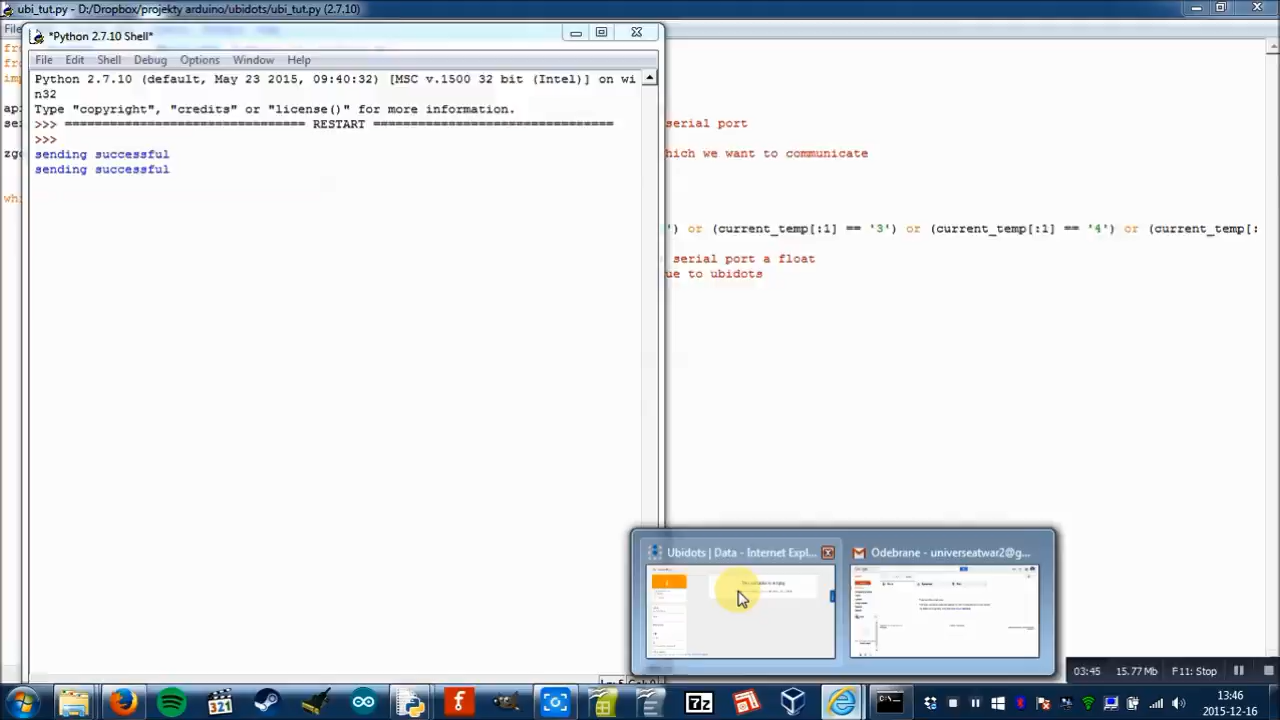 ubi_tut.py - D:/Dropbox/projekty arduino/ubidots/ubi_tut.py (2.7.10)
File
*Python 2.7.10 Shell*
File Edit Shell Debug Options Window Help
Python 2.7.10 (default, May 23 2015, 09:40:32) [MSC v.1500 32 bit (Intel)] on wi
n32
Type "copyright", "credits" or "license()" for more information.
>>> ================================ RESTART ================================
>>>
sending successful
sending successful
serial port
hich we want to communicate
') or (current_temp[:1] == '3') or (current_temp[:1] == '4') or (current_temp[:
serial port a float
ue to ubidots
Ubidots | Data - Internet Expl...
Odebrane - universeatwar2@g...
15.77 Mb F11: Stop
13:46
2015-12-16